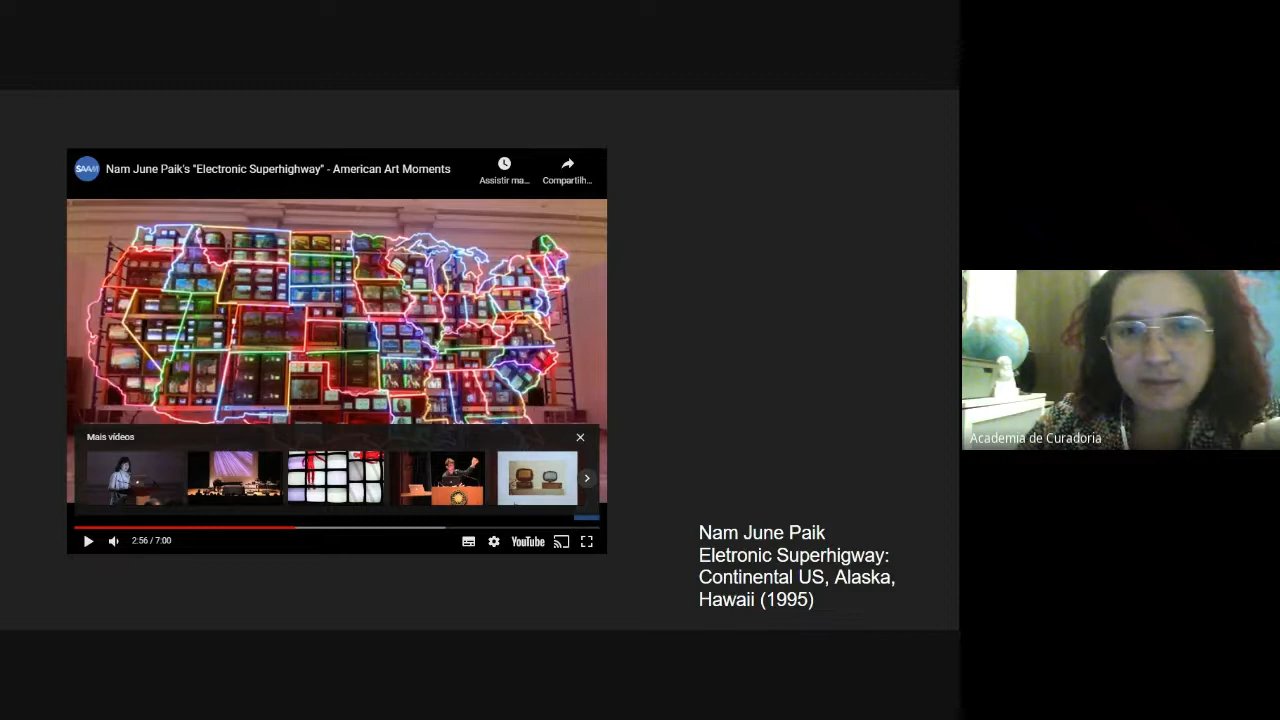 SAAM
Nam June Paik's "Electronic Superhighway" - American Art Moments
Assistir ma...
Compartilh...
Mais vídeos
2:56 / 7:00
YouTube
Nam June Paik
Eletronic Superhigway:
Continental US, Alaska,
Hawaii (1995)
Academia de Curadoria